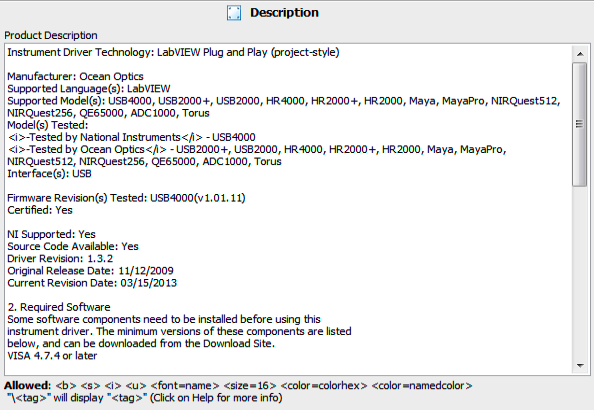 Description
Product Description
Instrument Driver Technology: LabVIEW Plug and Play (project-style)
Manufacturer: Ocean Optics
Supported Language(s): LabVIEW
Supported Model(s): USB4000, USB2000+, USB2000, HR4000, HR2000+, HR2000, Maya, MayaPro, NIRQuest512,
NIRQuest256, QE65000, ADC1000, Torus
Model(s) Tested:
<i>-Tested by National Instruments</i> - USB4000
<i>-Tested by Ocean Optics</i> - USB2000+, USB2000, HR4000, HR2000+, HR2000, Maya, MayaPro,
NIRQuest512, NIRQuest256, QE65000, ADC1000, Torus
Interface(s): USB
Firmware Revision(s) Tested: USB4000(v1.01.11)
Certified: Yes
NI Supported: Yes
Source Code Available: Yes
Driver Revision: 1.3.2
Original Release Date: 11/12/2009
Current Revision Date: 03/15/2013
2. Required Software
Some software components need to be installed before using this
instrument driver. The minimum versions of these components are listed
below, and can be downloaded from the Download Site.
VISA 4.7.4 or later
Allowed: <b> <s> <i> <u> <font=name> <size=16> <color=colorhex> <color=namedcolor>
"\<tag>" will display "<tag>" (Click on Help for more info)